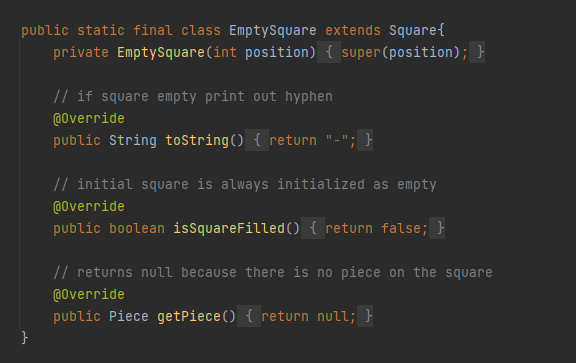 public static final class EmptySquare extends Square{
private EmptySquare(int position) { super(position); }
// if square empty print out hyphen
@Override
public String toString() { return "-"; }
// initial square is always initialized as empty
@Override
public boolean isSquareFilled() { return false; }
// returns null because there is no piece on the square
@Override
public Piece getPiece() { return null; }
}